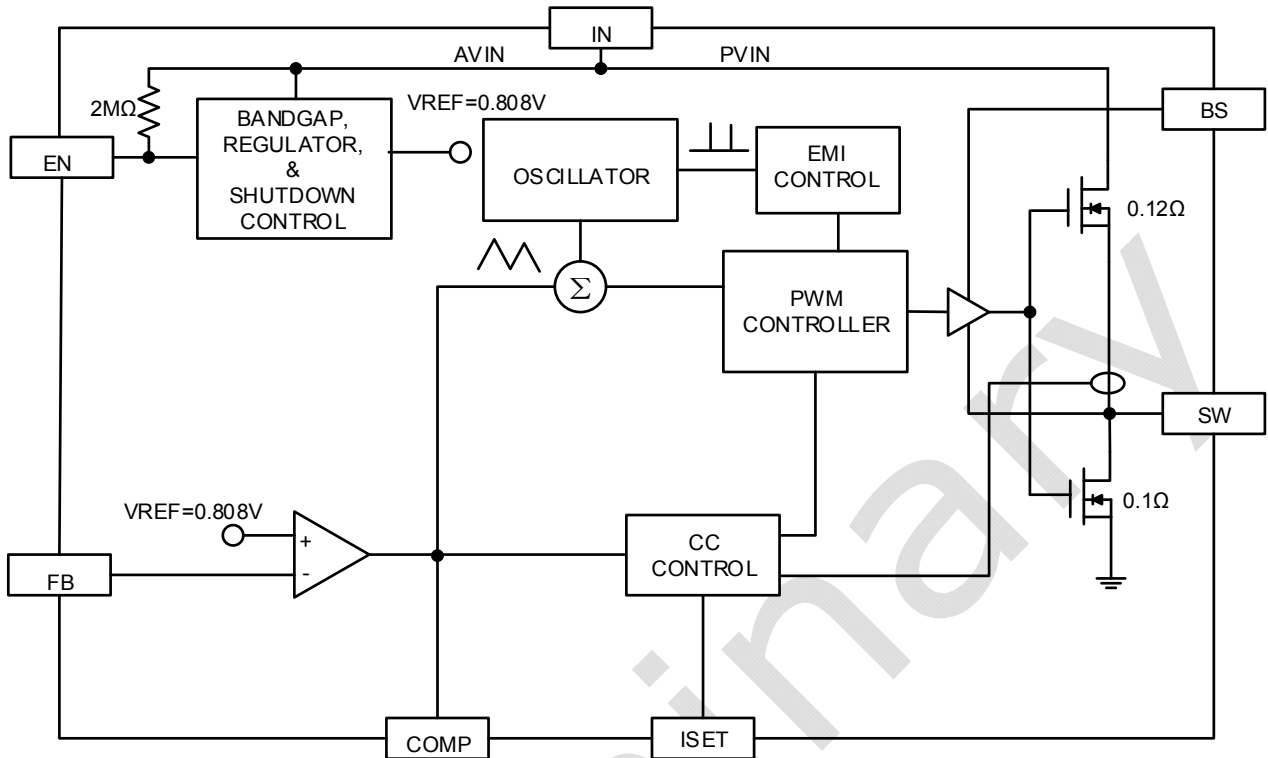 IN
AVIN
PVIN
2MΩ
BANDGAP,
REGULATOR,
&
SHUTDOWN
CONTROL
VREF=0.808V
OSCILLATOR
EMI
CONTROL
BS
EN
0.12Ω
Σ
PWM
CONTROLLER
SW
VREF=0.808V
+
-
FB
CC
CONTROL
0.1Ω
COMP
ISET
inary